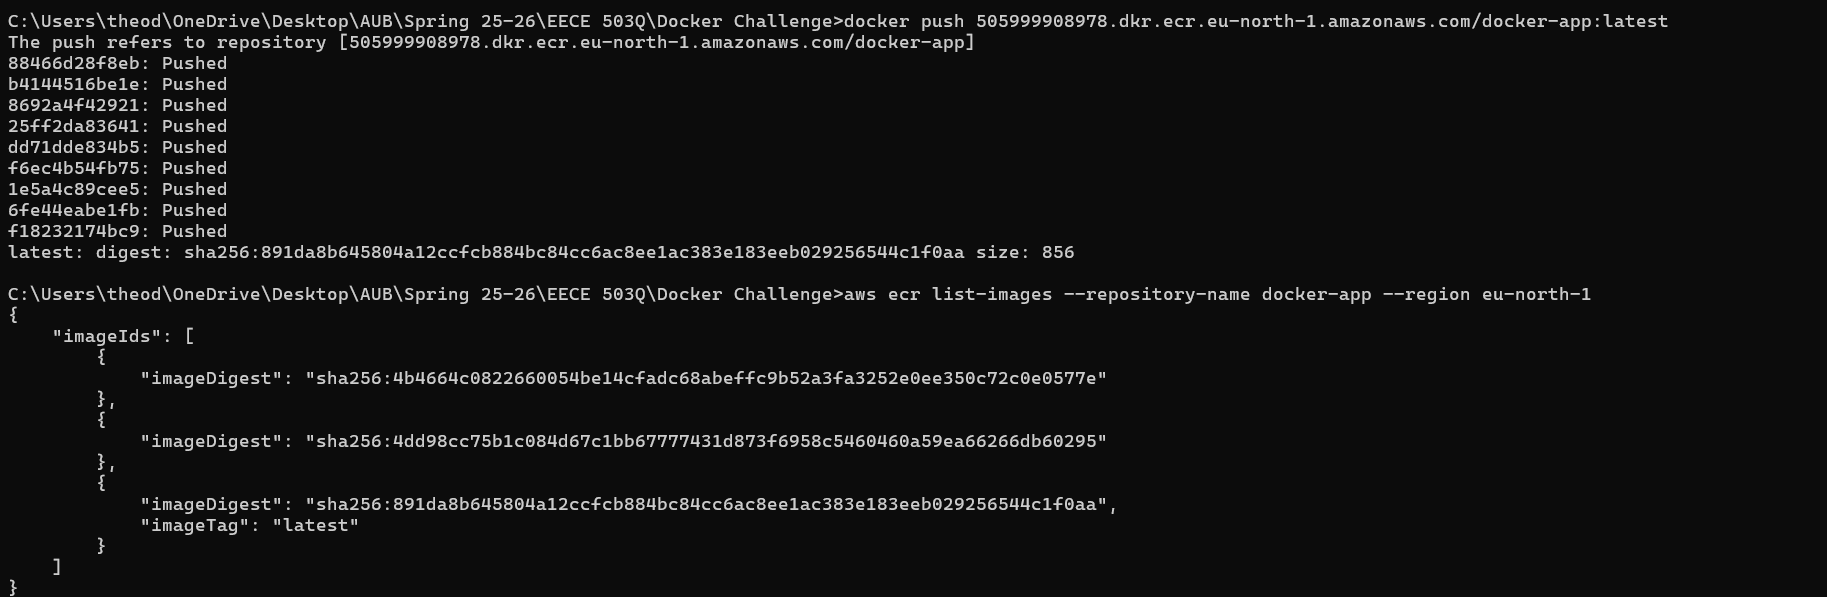 C:\Users\theod\OneDrive\Desktop\AUB\Spring 25-26\EECE 503Q\Docker Challenge>docker push 505999908978.dkr.ecr.eu-north-1.amazonaws.com/docker-app:latest
The push refers to repository [505999908978.dkr.ecr.eu-north-1.amazonaws.com/docker-app]
88466d28f8eb: Pushed
b4144516be1e: Pushed
8692a4f42921: Pushed
25ff2da83641: Pushed
dd71dde834b5: Pushed
f6ec4b54fb75: Pushed
1e5a4c89cee5: Pushed
6fe44eabe1fb: Pushed
f18232174bc9: Pushed
latest: digest: sha256:891da8b645804a12ccfcb884bc84cc6ac8ee1ac383e183eeb029256544c1f0aa size: 856

C:\Users\theod\OneDrive\Desktop\AUB\Spring 25-26\EECE 503Q\Docker Challenge>aws ecr list-images --repository-name docker-app --region eu-north-1
{
    "imageIds": [
        {
            "imageDigest": "sha256:4b4664c0822660054be14cfadc68abeffc9b52a3fa3252e0ee350c72c0e0577e"
        },
        {
            "imageDigest": "sha256:4dd98cc75b1c084d67c1bb67777431d873f6958c5460460a59ea66266db60295"
        },
        {
            "imageDigest": "sha256:891da8b645804a12ccfcb884bc84cc6ac8ee1ac383e183eeb029256544c1f0aa",
            "imageTag": "latest"
        }
    ]
}